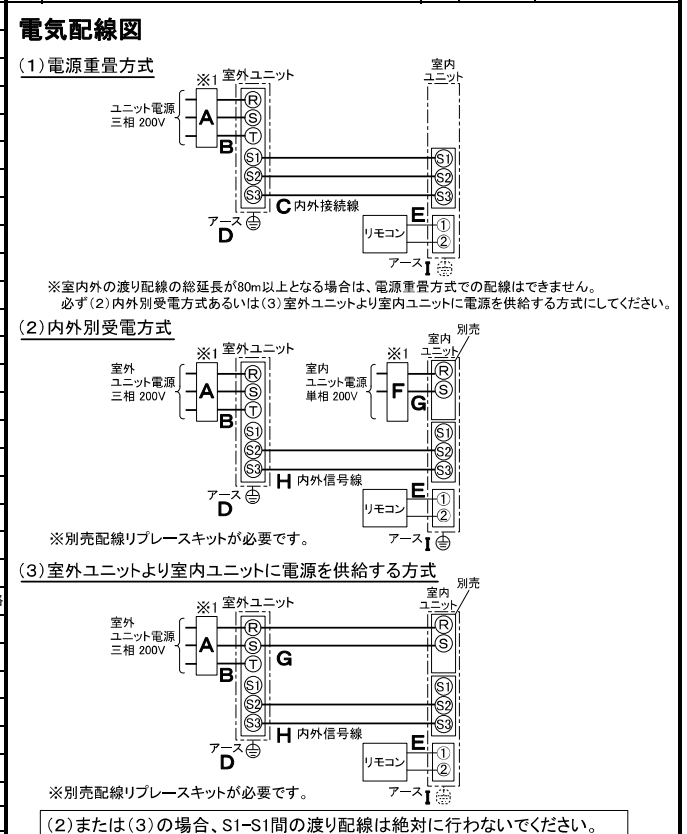 電気配線図
(1)電源重畳方式
※1 室外ユニット
室内
ユニット
ユニット電源
三相 200V
A
B
R
S
T
S1
S2
S3
S1
S2
S3
C 内外接続線
アース
D
リモコン
E
①
②
アース I
※室内外の渡り配線の総延長が80m以上となる場合は、電源重畳方式での配線はできません。
必ず(2)内外別受電方式あるいは(3)室外ユニットより室内ユニットに電源を供給する方式にしてください。
(2)内外別受電方式
※1 室外ユニット
※1
室内
ユニット
別売
室外
ユニット電源
三相 200V
A
B
R
S
T
S1
S2
S3
室内
ユニット電源
単相 200V
F
G
R
S
S1
S2
S3
H 内外信号線
アース
D
リモコン
E
①
②
アース I
※別売配線リプレースキットが必要です。
(3)室外ユニットより室内ユニットに電源を供給する方式
※1 室外ユニット
室内
ユニット
別売
室外
ユニット電源
三相 200V
A
B
R
S
T
S1
S2
S3
G
R
S
S1
S2
S3
H 内外信号線
アース
D
リモコン
E
①
②
アース I
※別売配線リプレースキットが必要です。
(2)または(3)の場合、S1-S1間の渡り配線は絶対に行わないでください。